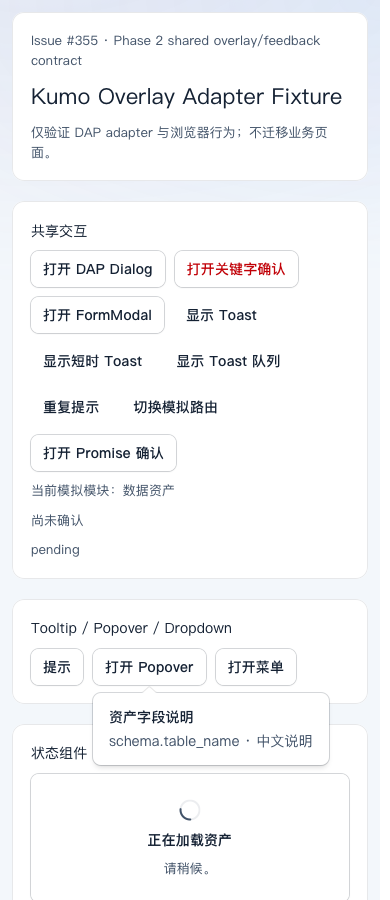 Issue #355 · Phase 2 shared overlay/feedback
contract
Kumo Overlay Adapter Fixture
仅验证 DAP adapter 与浏览器行为；不迁移业务页
面。
共享交互
打开 DAP Dialog
打开关键字确认
打开 FormModal
显示 Toast
显示短时 Toast
显示 Toast 队列
重复提示
切换模拟路由
打开 Promise 确认
当前模拟模块：数据资产
尚未确认
pending
Tooltip / Popover / Dropdown
提示
打开 Popover
打开菜单
资产字段说明
schema.table_name · 中文说明
状态组件
正在加载资产
请稍候。